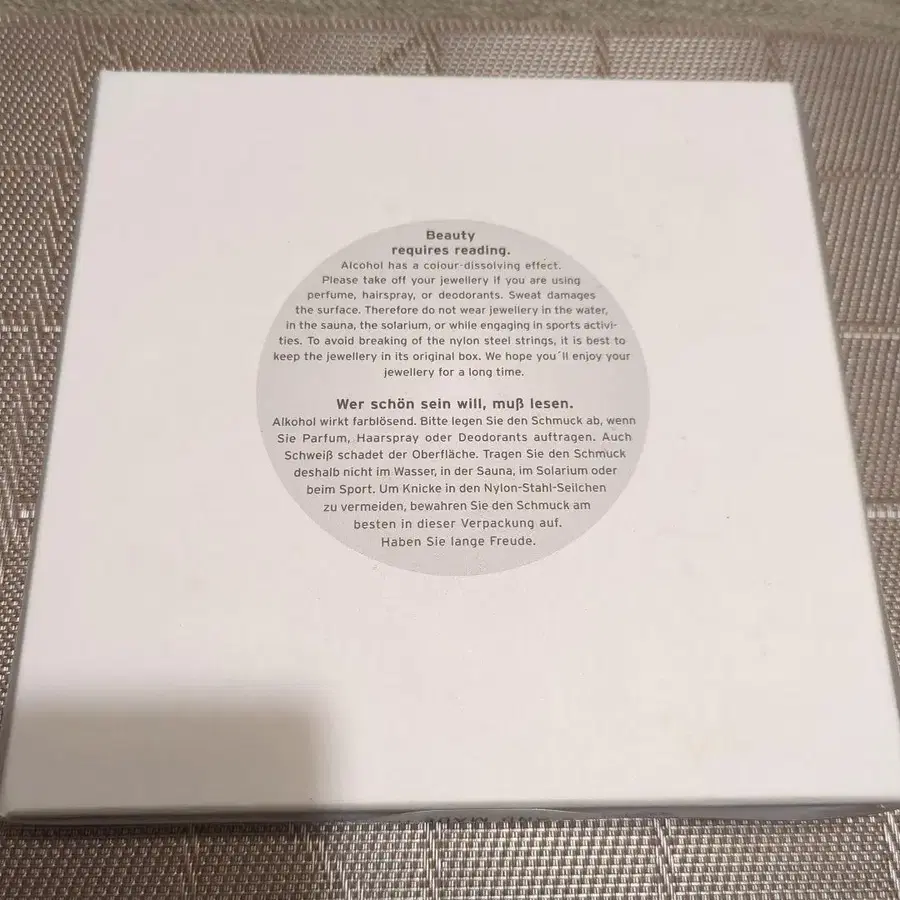 Beauty
requires reading.
Alcohol has a colour-dissolving effect.
Please take off your jewellery if you are using
perfume, hairspray, or deodorants. Sweat damages
the surface. Therefore do not wear jewellery in the water,
in the sauna, the solarium, or while engaging in sports activi-
ties. To avoid breaking of the nylon steel strings, it is best to
keep the jewellery in its original box. We hope you´ll enjoy your
jewellery for a long time.
Wer schön sein will, muß lesen.
Alkohol wirkt farblösend. Bitte legen Sie den Schmuck ab, wenn
Sie Parfum, Haarspray oder Deodorants auftragen. Auch
Schweiß schadet der Oberfläche. Tragen Sie den Schmuck
deshalb nicht im Wasser, in der Sauna, im Solarium oder
beim Sport. Um Knicke in den Nylon-Stahl-Seilchen
zu vermeiden, bewahren Sie den Schmuck am
besten in dieser Verpackung auf.
Haben Sie lange Freude.